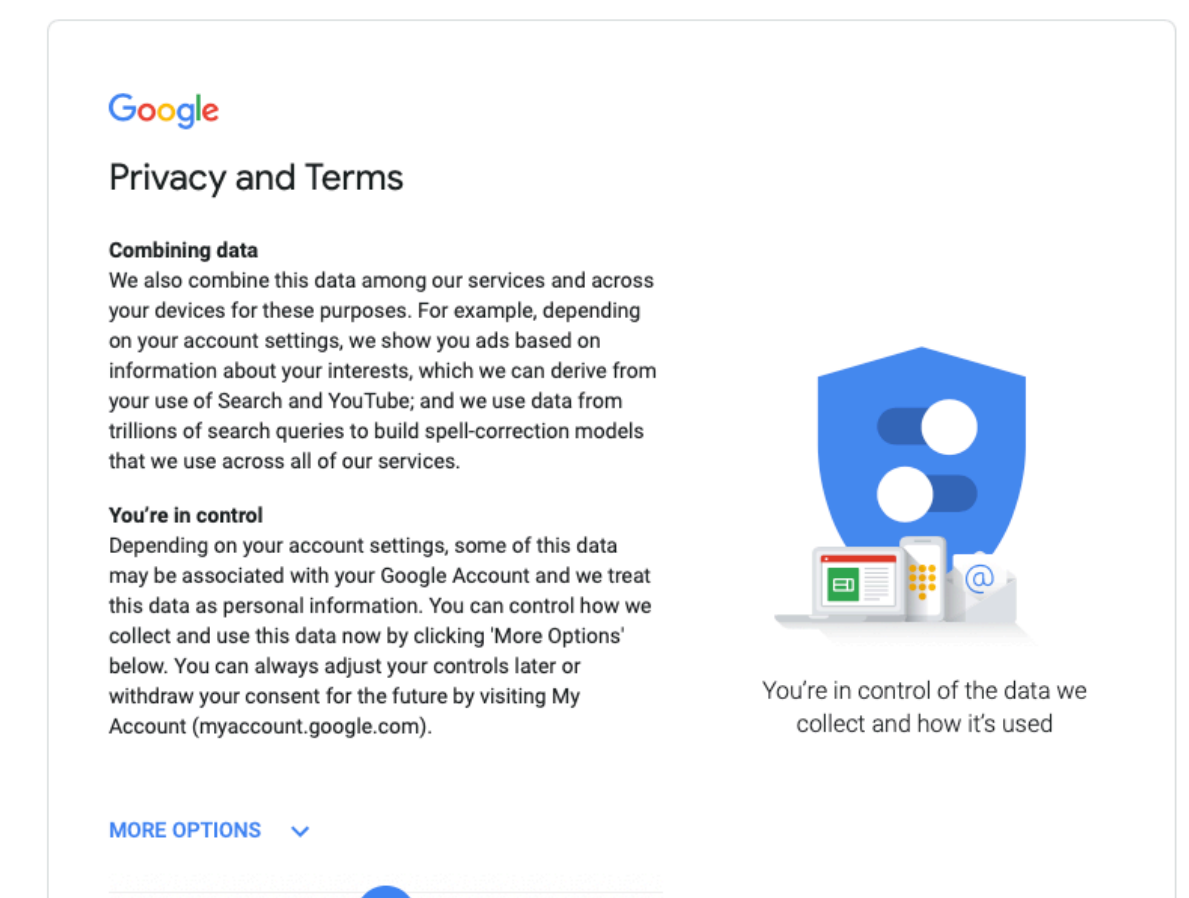 Google
Privacy and Terms
Combining data
We also combine this data among our services and across
your devices for these purposes. For example, depending
on your account settings, we show you ads based on
information about your interests, which we can derive from
your use of Search and YouTube; and we use data from
trillions of search queries to build spell-correction models
that we use across all of our services.
You’re in control
Depending on your account settings, some of this data
may be associated with your Google Account and we treat
this data as personal information. You can control how we
collect and use this data now by clicking 'More Options'
below. You can always adjust your controls later or
withdraw your consent for the future by visiting My
Account (myaccount.google.com).
@
You’re in control of the data we
collect and how it’s used
MORE OPTIONS